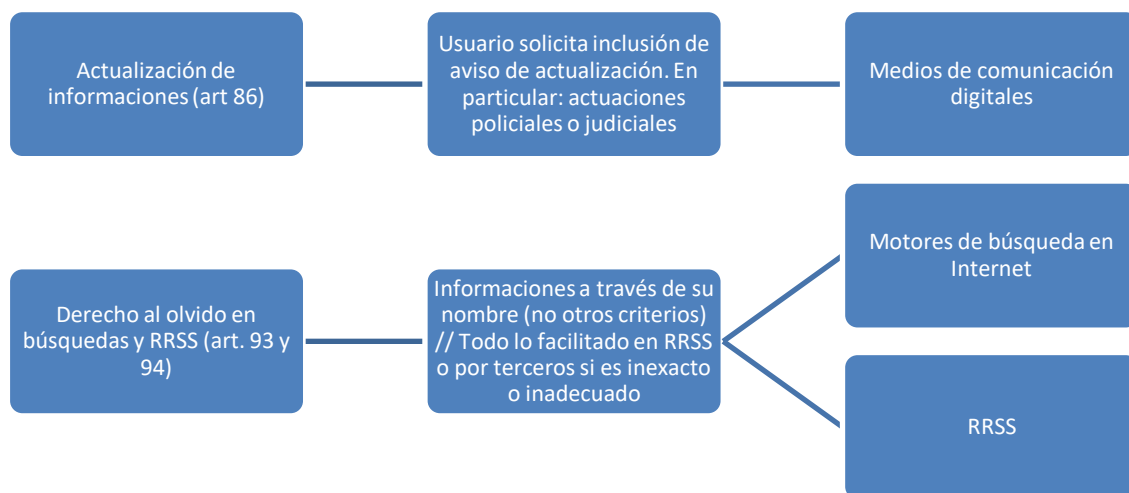 Actualización de
informaciones (art 86)
Usuario solicita inclusión de
aviso de actualización. En
particular: actuaciones
policiales o judiciales
Medios de comunicación
digitales
Derecho al olvido en
búsquedas y RRSS (art. 93 y
94)
Informaciones a través de su
nombre (no otros criterios)
// Todo lo facilitado en RRSS
o por terceros si es inexacto
o inadecuado
Motores de búsqueda en
Internet
RRSS